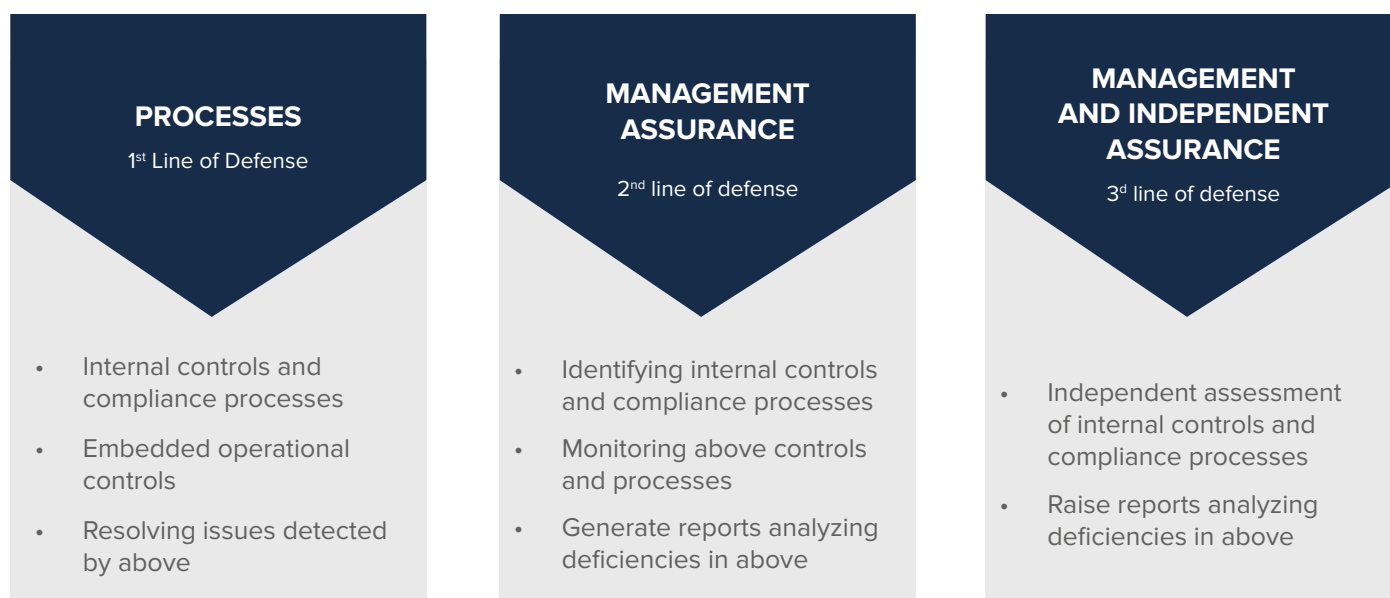 PROCESSES
1st Line of Defense
• Internal controls and
compliance processes
• Embedded operational
controls
• Resolving issues detected
by above
MANAGEMENT
ASSURANCE
2nd line of defense
• Identifying internal controls
and compliance processes
• Monitoring above controls
and processes
• Generate reports analyzing
deficiencies in above
MANAGEMENT
AND INDEPENDENT
ASSURANCE
3d line of defense
• Independent assessment
of internal controls and
compliance processes
• Raise reports analyzing
deficiencies in above